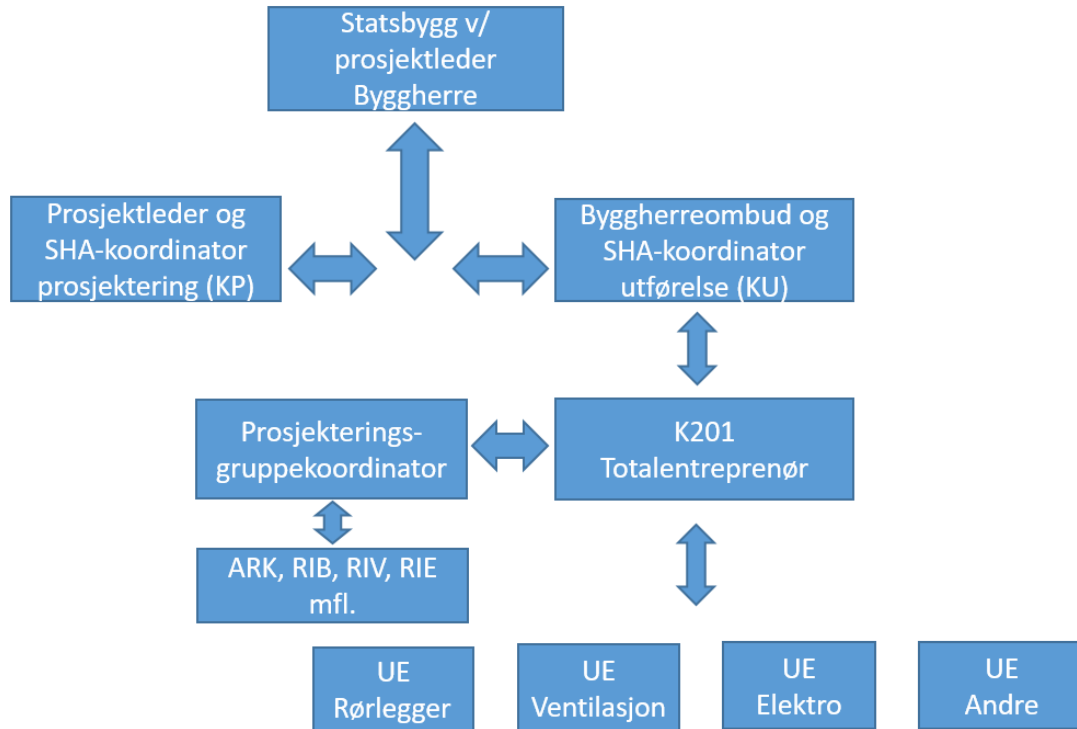 Statsbygg v/
prosjektleder
Byggherre
Prosjektleder og
SHA-koordinator
prosjektering (KP)
Byggherreombud og
SHA-koordinator
utførelse (KU)
Prosjekterings-
gruppekoordinator
K201
Totalentreprenør
ARK, RIB, RIV, RIE
mfl.
UE
Rørlegger
UE
Ventilasjon
UE
Elektro
UE
Andre